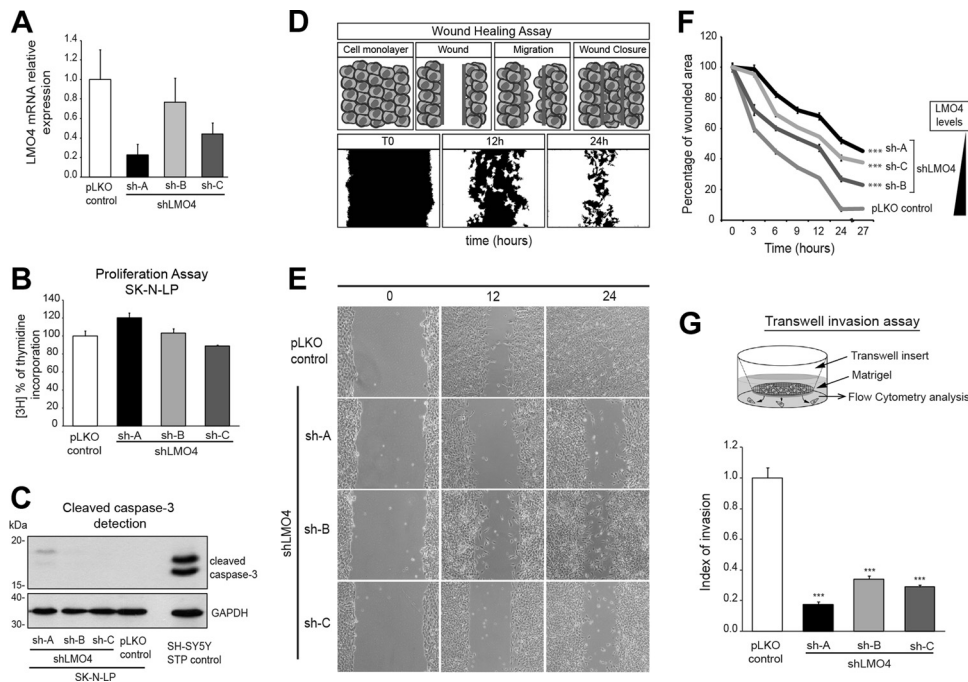 A
LMO4 mRNA relative
expression
1.4
1.2
1.0
0.8
0.6
0.4
0.2
0.0
pLKO
control
sh-A
sh-B
sh-C
shLMO4
B
Proliferation Assay
SK-N-LP
[3H] % of thymidine
incorporation
140
120
100
80
60
40
20
0
pLKO
control
sh-A
sh-B
sh-C
shLMO4
C
Cleaved caspase-3
detection
kDa
20-
15-
40-
30-
cleaved
caspase-3
GAPDH
sh-A
sh-B
sh-C
pLKO
control
shLMO4
SK-N-LP
SH-SY5Y
STP control
D
Wound Healing Assay
Cell monolayer
Wound
Migration
Wound Closure
T0
12h
24h
time (hours)
E
0
12
24
pLKO
control
sh-A
sh-B
sh-C
shLMO4
F
Percentage of wounded area
120
100
80
60
40
20
0
0
3
6
9
12
24
27
Time (hours)
*** sh-A
*** sh-C
*** sh-B
shLMO4
pLKO control
LMO4
levels
G
Transwell invasion assay
Transwell insert
Matrigel
Flow Cytometry analysis
Index of invasion
1.2
1.0
0.8
0.6
0.4
0.2
0.0
***
***
***
pLKO
control
sh-A
sh-B
sh-C
shLMO4